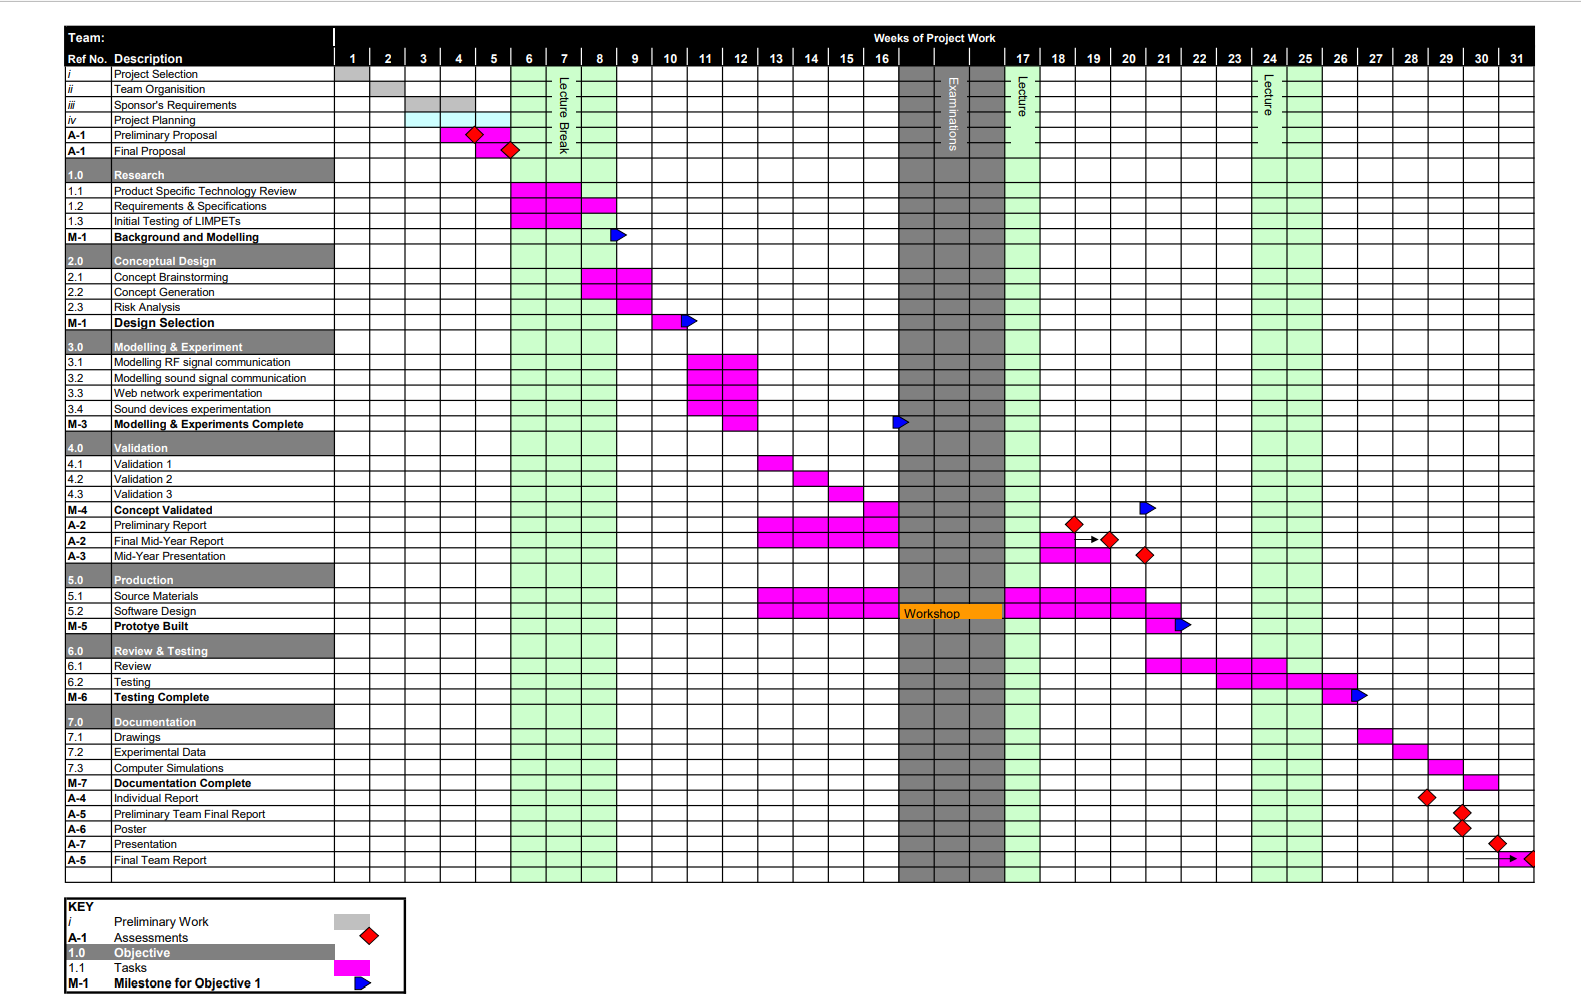 Team: Weeks of Project Work
Ref No. Description 1 2 3 4 5 6 7 8 9 10 11 12 13 14 15 16 17 18 19 20 21 22 23 24 25 26 27 28 29 30 31
i Project Selection
ii Team Organisation
iii Sponsor's Requirements
iv Project Planning
A-1 Preliminary Proposal
A-1 Final Proposal
Lecture Break
Examinations
Lecture
Lecture
1.0 Research
1.1 Product Specific Technology Review
1.2 Requirements & Specifications
1.3 Initial Testing of LIMPETs
M-1 Background and Modelling
2.0 Conceptual Design
2.1 Concept Brainstorming
2.2 Concept Generation
2.3 Risk Analysis
M-1 Design Selection
3.0 Modelling & Experiment
3.1 Modelling RF signal communication
3.2 Modelling sound signal communication
3.3 Web network experimentation
3.4 Sound devices experimentation
M-3 Modelling & Experiments Complete
4.0 Validation
4.1 Validation 1
4.2 Validation 2
4.3 Validation 3
M-4 Concept Validated
A-2 Preliminary Report
A-2 Final Mid-Year Report
A-3 Mid-Year Presentation
5.0 Production
5.1 Source Materials
5.2 Software Design Workshop
M-5 Prototye Built
6.0 Review & Testing
6.1 Review
6.2 Testing
M-6 Testing Complete
7.0 Documentation
7.1 Drawings
7.2 Experimental Data
7.3 Computer Simulations
M-7 Documentation Complete
A-4 Individual Report
A-5 Preliminary Team Final Report
A-6 Poster
A-7 Presentation
A-5 Final Team Report
KEY
i Preliminary Work
A-1 Assessments
1.0 Objective
1.1 Tasks
M-1 Milestone for Objective 1